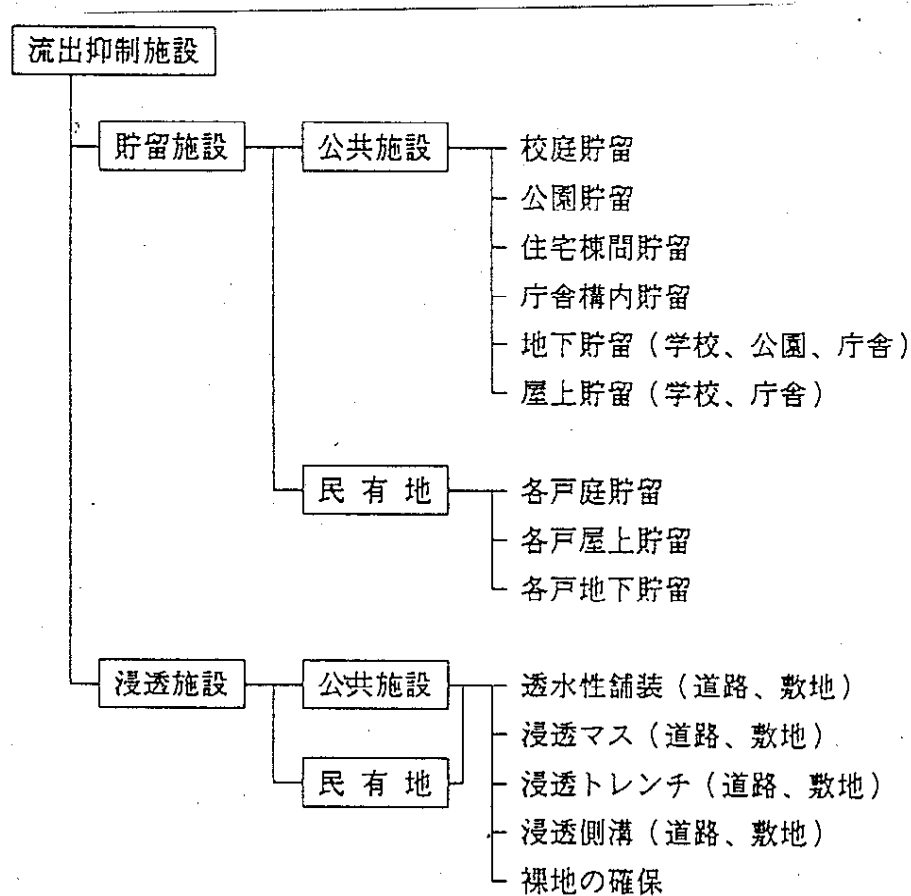 流出抑制施設
貯留施設 公共施設 校庭貯留
公園貯留
住宅棟間貯留
庁舎構内貯留
地下貯留（学校、公園、庁舎）
屋上貯留（学校、庁舎）
民有地 各戸庭貯留
各戸屋上貯留
各戸地下貯留
浸透施設 公共施設 透水性舗装（道路、敷地）
浸透マス（道路、敷地）
民有地 浸透トレンチ（道路、敷地）
浸透側溝（道路、敷地）
裸地の確保